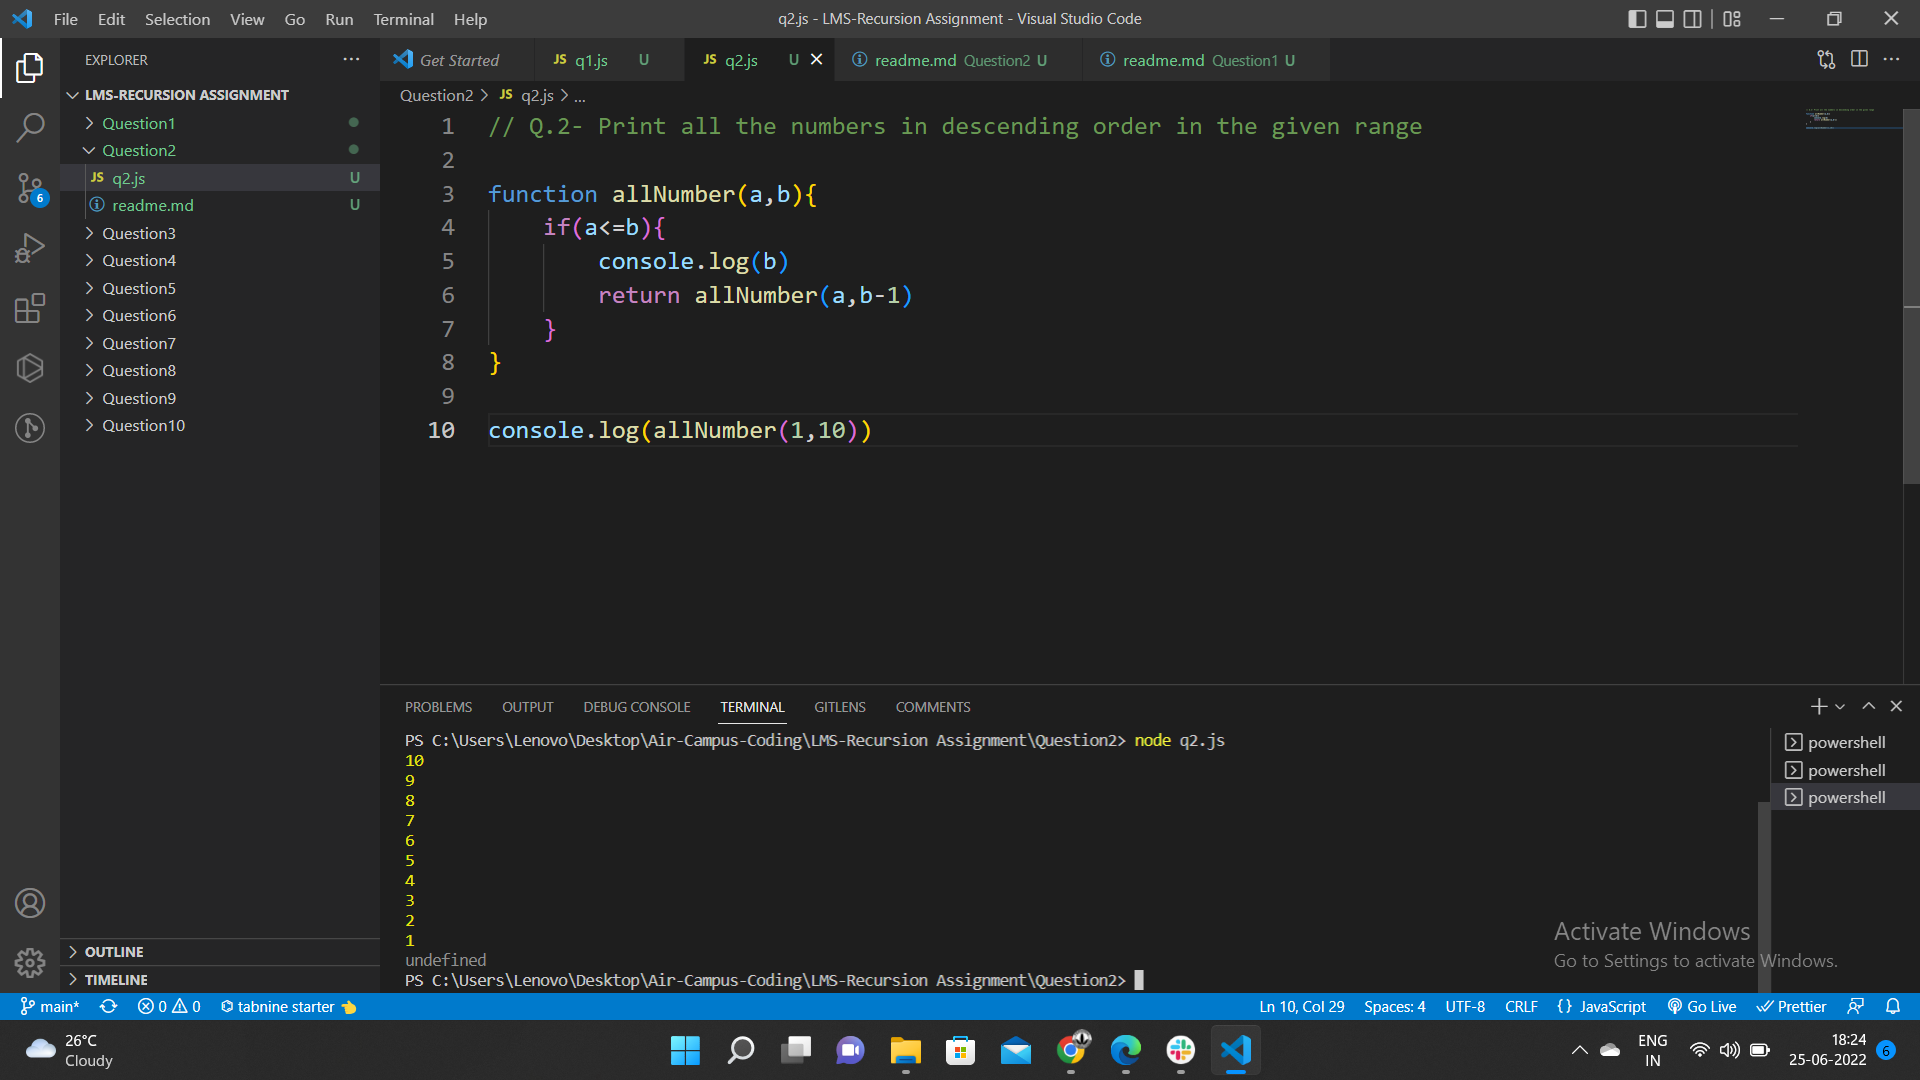 File Edit Selection View Go Run Terminal Help
q2.js - LMS-Recursion Assignment - Visual Studio Code
EXPLORER
Get Started
JS q1.js U
JS q2.js U
readme.md Question2 U
readme.md Question1 U
LMS-RECURSION ASSIGNMENT
Question1
Question2
JS q2.js U
readme.md U
Question3
Question4
Question5
Question6
Question7
Question8
Question9
Question10
OUTLINE
TIMELINE
6
Question2 > JS q2.js > ...
1 // Q.2- Print all the numbers in descending order in the given range
2
3 function allNumber(a,b){
4 if(a<=b){
5 console.log(b)
6 return allNumber(a,b-1)
7 }
8 }
9
10 console.log(allNumber(1,10))
PROBLEMS OUTPUT DEBUG CONSOLE TERMINAL GITLENS COMMENTS
PS C:\Users\Lenovo\Desktop\Air-Campus-Coding\LMS-Recursion Assignment\Question2> node q2.js
10
9
8
7
6
5
4
3
2
1
undefined
PS C:\Users\Lenovo\Desktop\Air-Campus-Coding\LMS-Recursion Assignment\Question2>
powershell
powershell
powershell
Activate Windows
Go to Settings to activate Windows.
main* 0 0 tabnine starter
Ln 10, Col 29 Spaces: 4 UTF-8 CRLF {} JavaScript Go Live Prettier
26°C
Cloudy
ENG
IN
18:24
25-06-2022
6